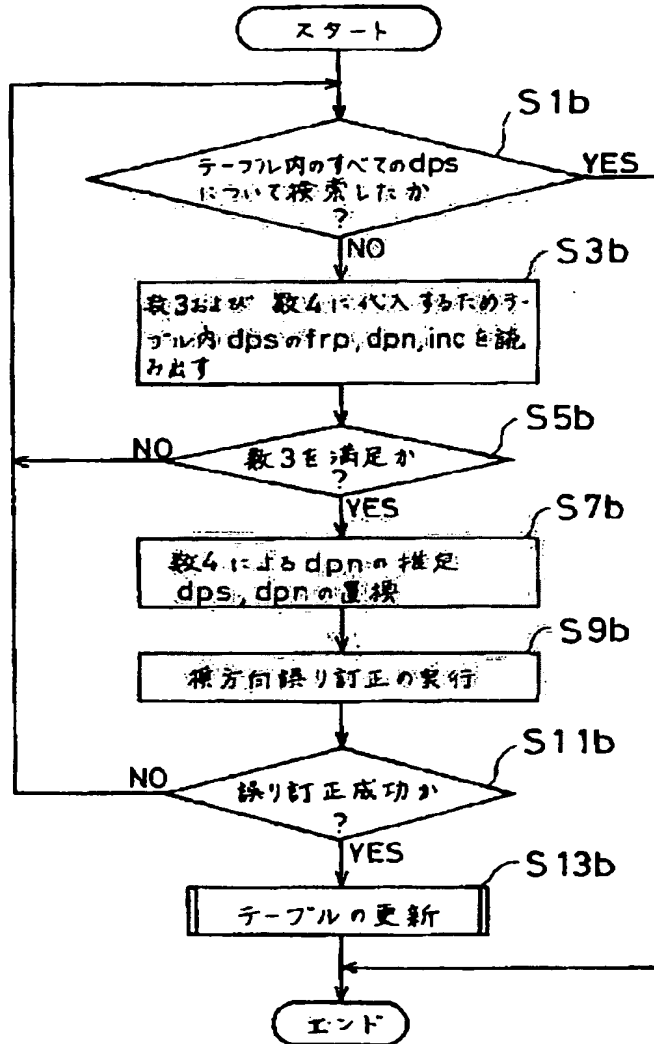 スタート
S1b
テーブル内のすべてのdps
について検索したか
?
YES
NO
S3b
数3および 数4に代入するためテー
ブル内dpsのfrp,dpn,incを読
み出す
S5b
数3を満足か
?
NO
YES
S7b
数4によるdpnの推定
dps,dpnの置換
S9b
横方向誤り訂正の実行
S11b
誤り訂正成功か
?
NO
YES
S13b
テーブルの更新
エンド